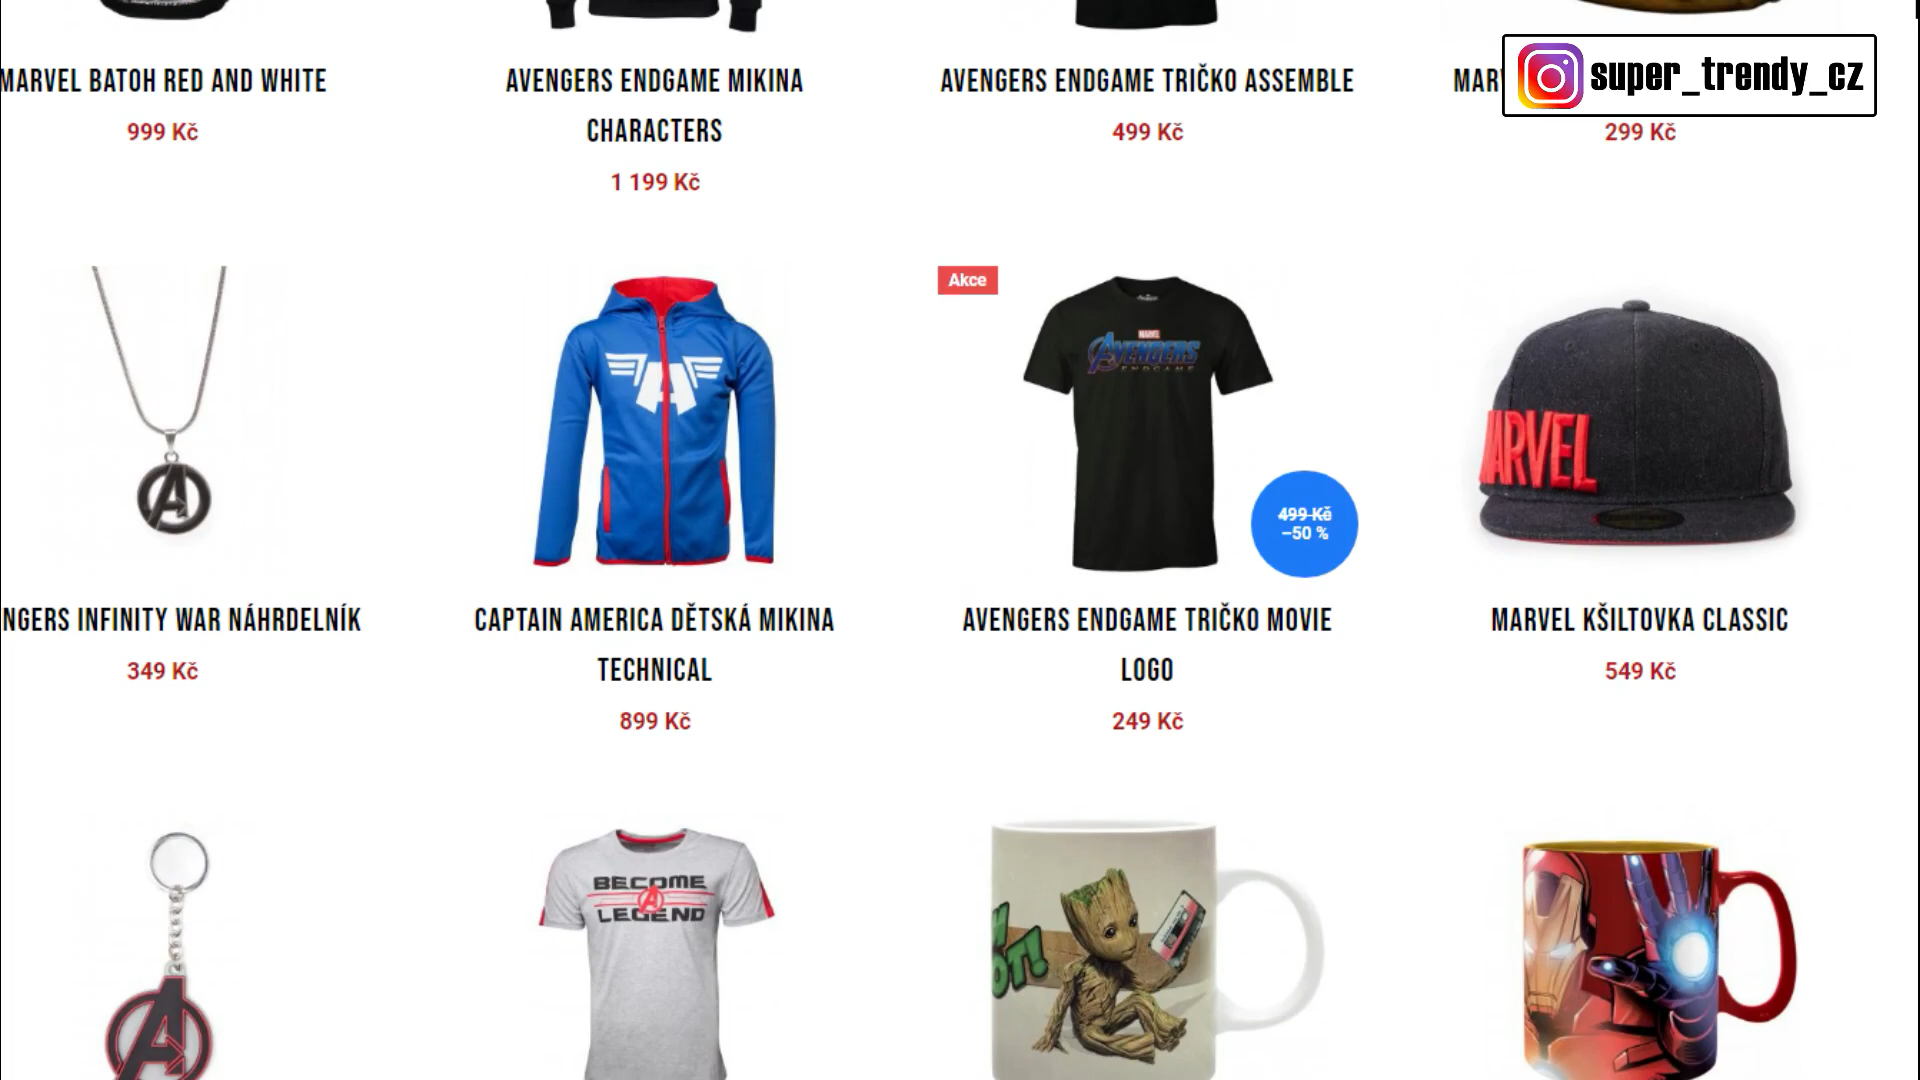 MARVEL BATOH RED AND WHITE
999 Kč
AVENGERS ENDGAME MIKINA
CHARACTERS
1 199 Kč
AVENGERS ENDGAME TRIČKO ASSEMBLE
499 Kč
299 Kč
super_trendy_cz
NGERS INFINITY WAR NÁHRDELNÍK
349 Kč
CAPTAIN AMERICA DĚTSKÁ MIKINA
TECHNICAL
899 Kč
Akce
MARVEL
AVENGERS
ENDGAME
499 Kč
–50 %
AVENGERS ENDGAME TRIČKO MOVIE
LOGO
249 Kč
MARVEL
MARVEL KŠILTOVKA CLASSIC
549 Kč
BECOME
LEGEND